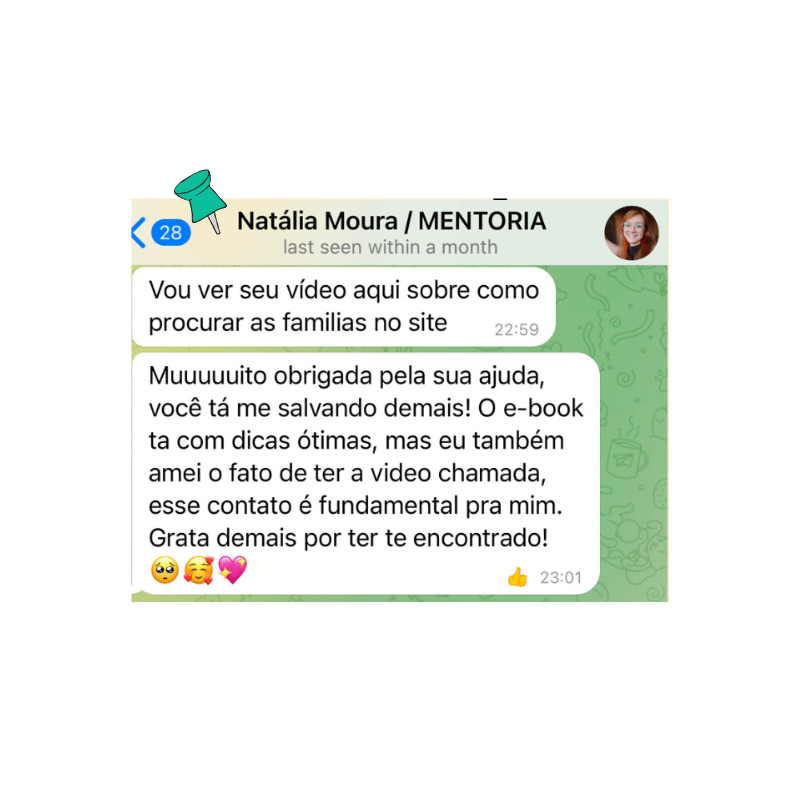 28
Natália Moura / MENTORIA
last seen within a month
Vou ver seu vídeo aqui sobre como
procurar as familias no site
22:59
Muuuuuito obrigada pela sua ajuda,
você tá me salvando demais! O e-book
ta com dicas ótimas, mas eu também
amei o fato de ter a video chamada,
esse contato é fundamental pra mim.
Grata demais por ter te encontrado!
🥺🥰💖
👍 23:01